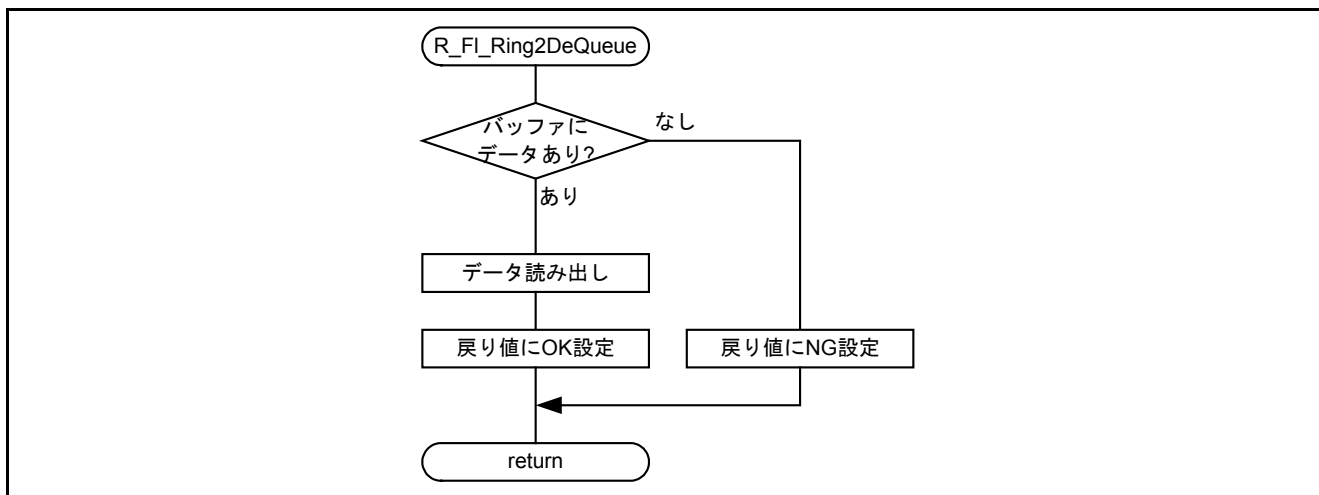 R_Fl_Ring2DeQueue
バッファに
データあり?
なし
あり
データ読み出し
戻り値にOK設定
戻り値にNG設定
return